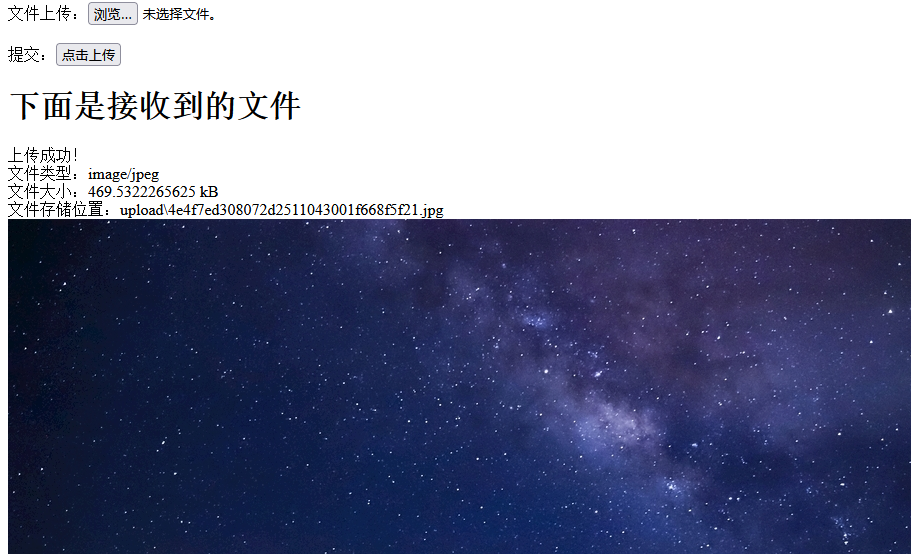 文件上传：浏览... 未选择文件。
提交：点击上传
下面是接收到的文件
上传成功！
文件类型：image/jpeg
文件大小：469.5322265625 kB
文件存储位置：upload\4e4f7ed308072d2511043001f668f5f21.jpg